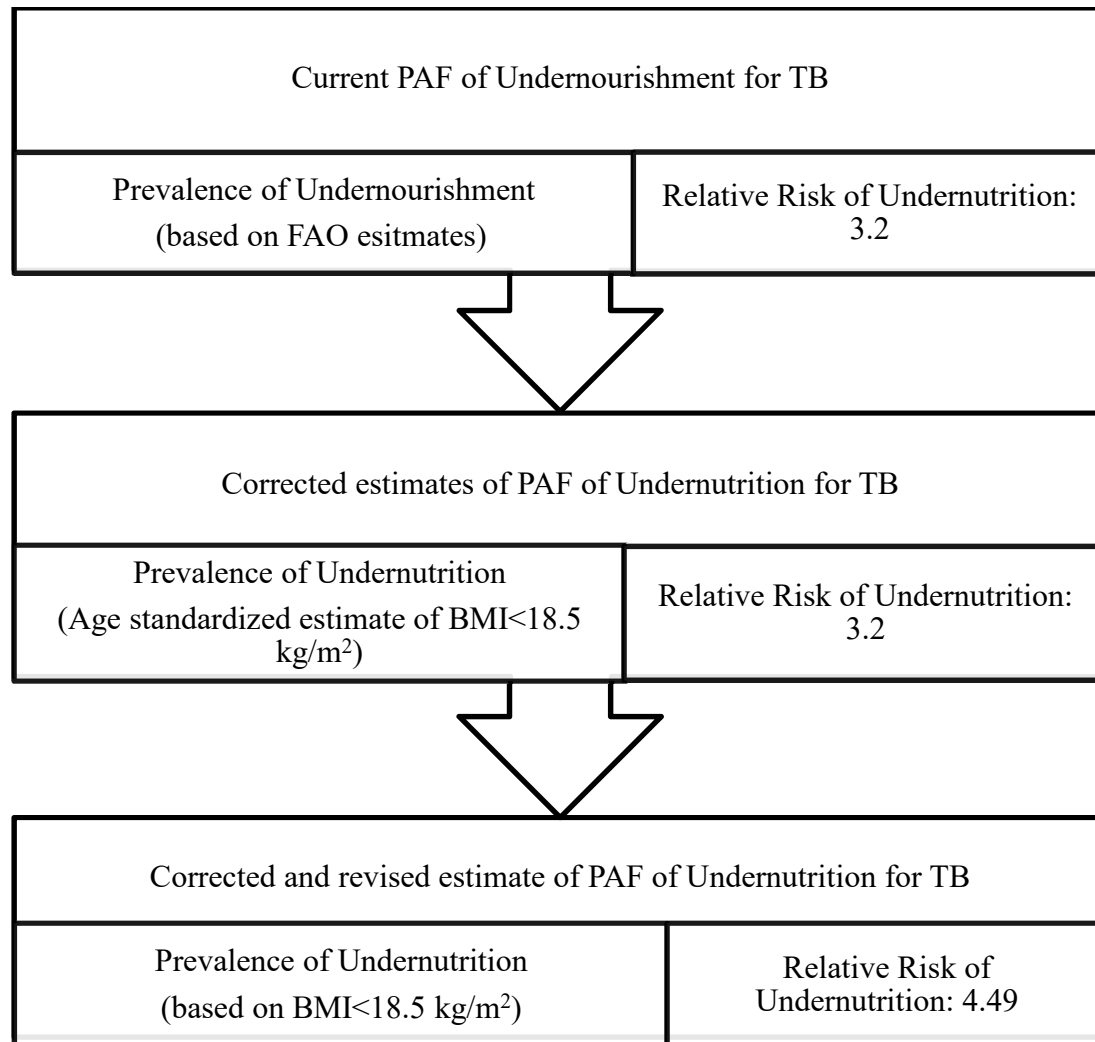 Current PAF of Undernourishment for TB
Prevalence of Undernourishment
(based on FAO esitmates)
Relative Risk of Undernutrition:
3.2
Corrected estimates of PAF of Undernutrition for TB
Prevalence of Undernutrition
(Age standardized estimate of BMI<18.5
kg/m²)
Relative Risk of Undernutrition:
3.2
Corrected and revised estimate of PAF of Undernutrition for TB
Prevalence of Undernutrition
(based on BMI<18.5 kg/m²)
Relative Risk of
Undernutrition: 4.49